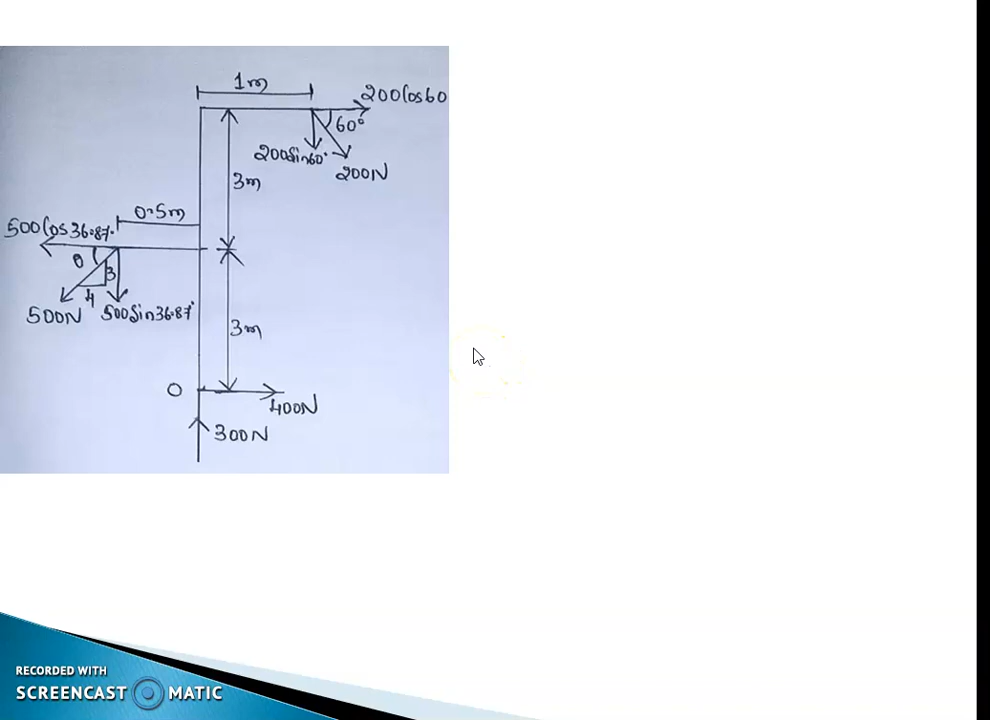 1m
200Cos60
60°
200Sin60°
200N
3m
0.5m
500Cos36.87°
θ
3
4
500N
500Sin36.87°
3m
O
400N
300N
RECORDED WITH
SCREENCAST MATIC